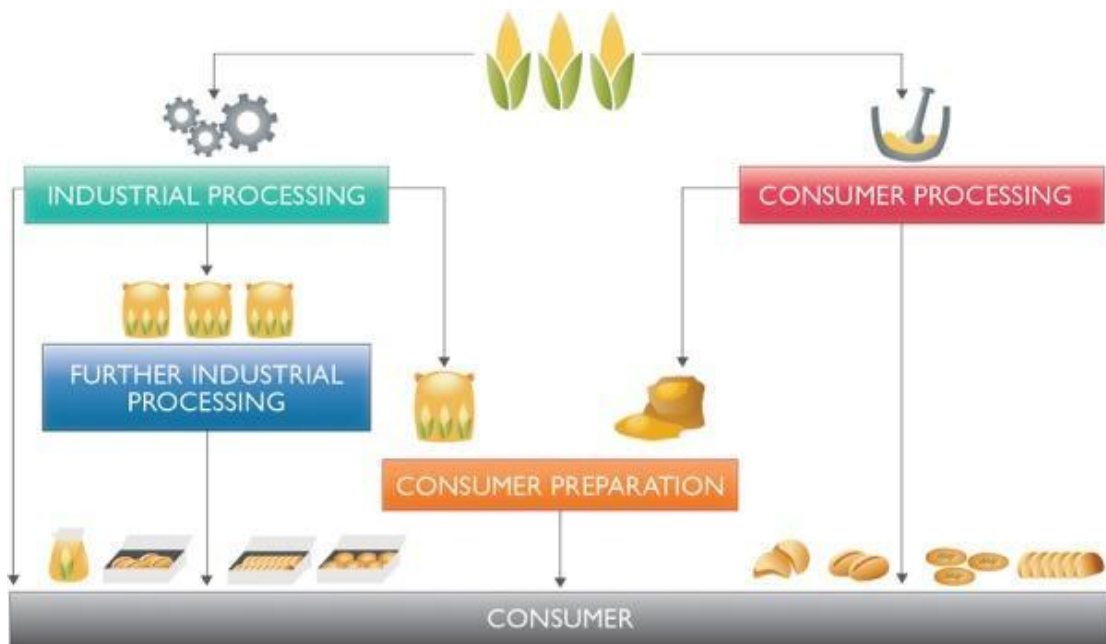 INDUSTRIAL PROCESSING
CONSUMER PROCESSING
FURTHER INDUSTRIAL
PROCESSING
CONSUMER PREPARATION
CONSUMER